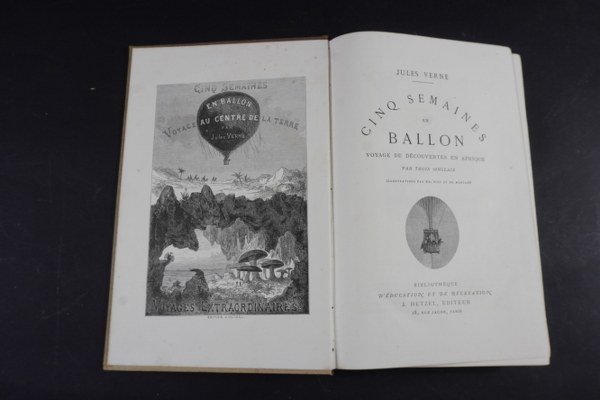 CINQ SEMAINES
EN BALLON
VOYAGE AU CENTRE DE LA TERRE
PAR
JULES VERNE
VOYAGES EXTRAORDINAIRES
JULES VERNE
CINQ SEMAINES
EN
BALLON
VOYAGE DE DÉCOUVERTES EN AFRIQUE
PAR TROIS ANGLAIS
BIBLIOTHÈQUE
D'ÉDUCATION ET DE RÉCRÉATION
J. HETZEL, ÉDITEUR
18, RUE JACOB, PARIS